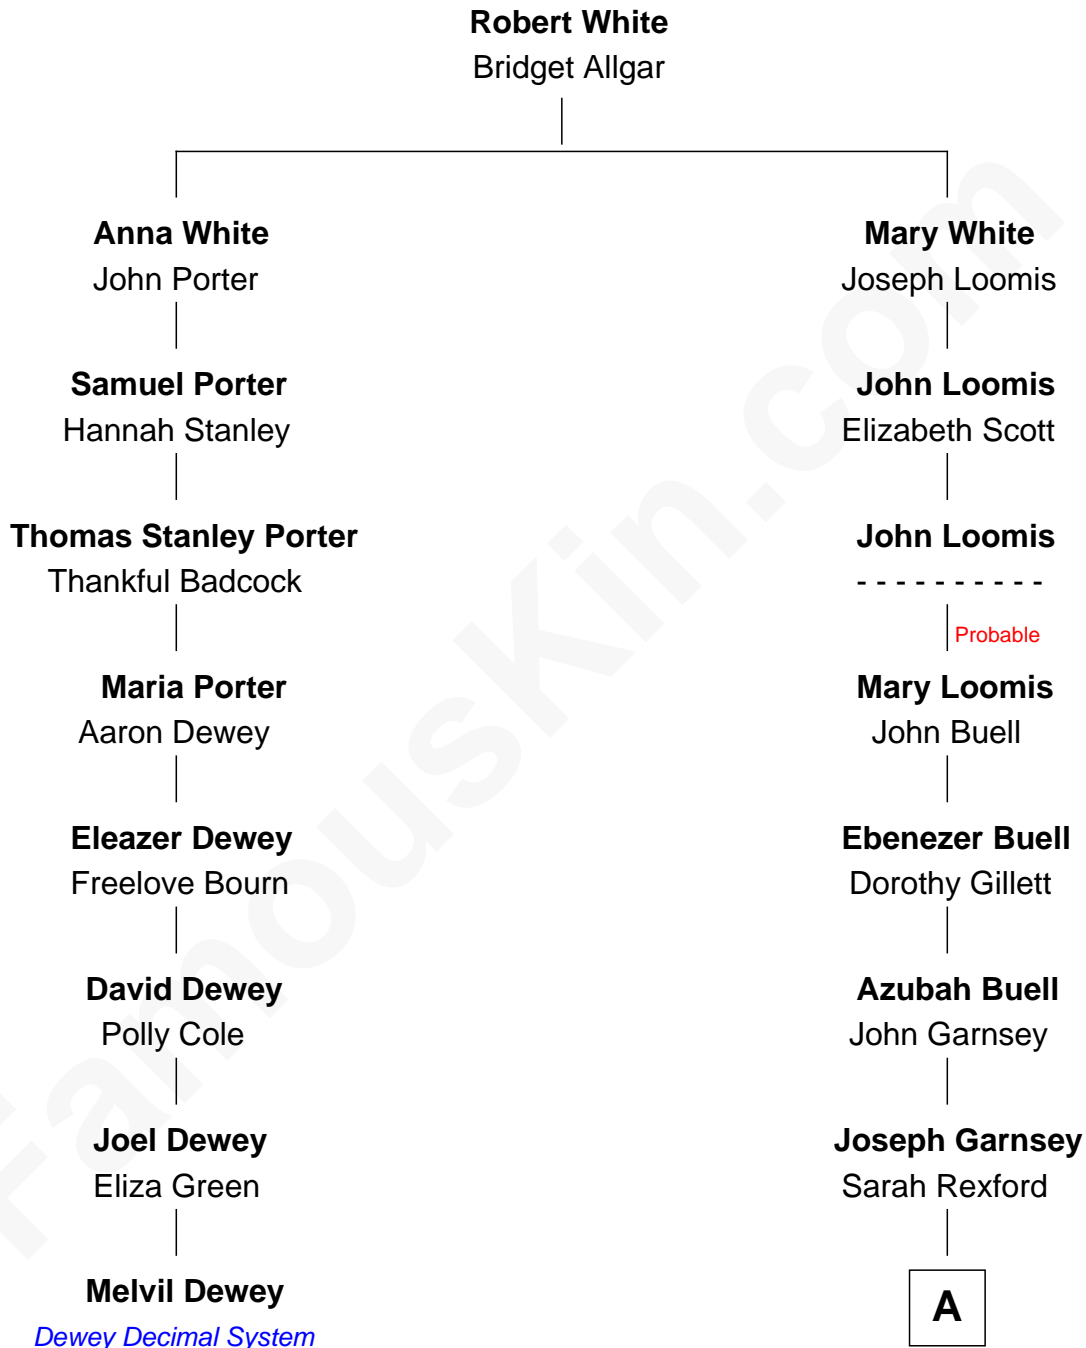 Robert White
Bridget Allgar
Anna White
John Porter
Mary White
Joseph Loomis
Samuel Porter
Hannah Stanley
John Loomis
Elizabeth Scott
Thomas Stanley Porter
Thankful Badcock
John Loomis
- - - - - - - - - -
Probable
Maria Porter
Aaron Dewey
Mary Loomis
John Buell
Eleazer Dewey
Freelove Bourn
Ebenezer Buell
Dorothy Gillett
David Dewey
Polly Cole
Azubah Buell
John Garnsey
Joel Dewey
Eliza Green
Joseph Garnsey
Sarah Rexford
Melvil Dewey
Dewey Decimal System
A
FamousKin.com